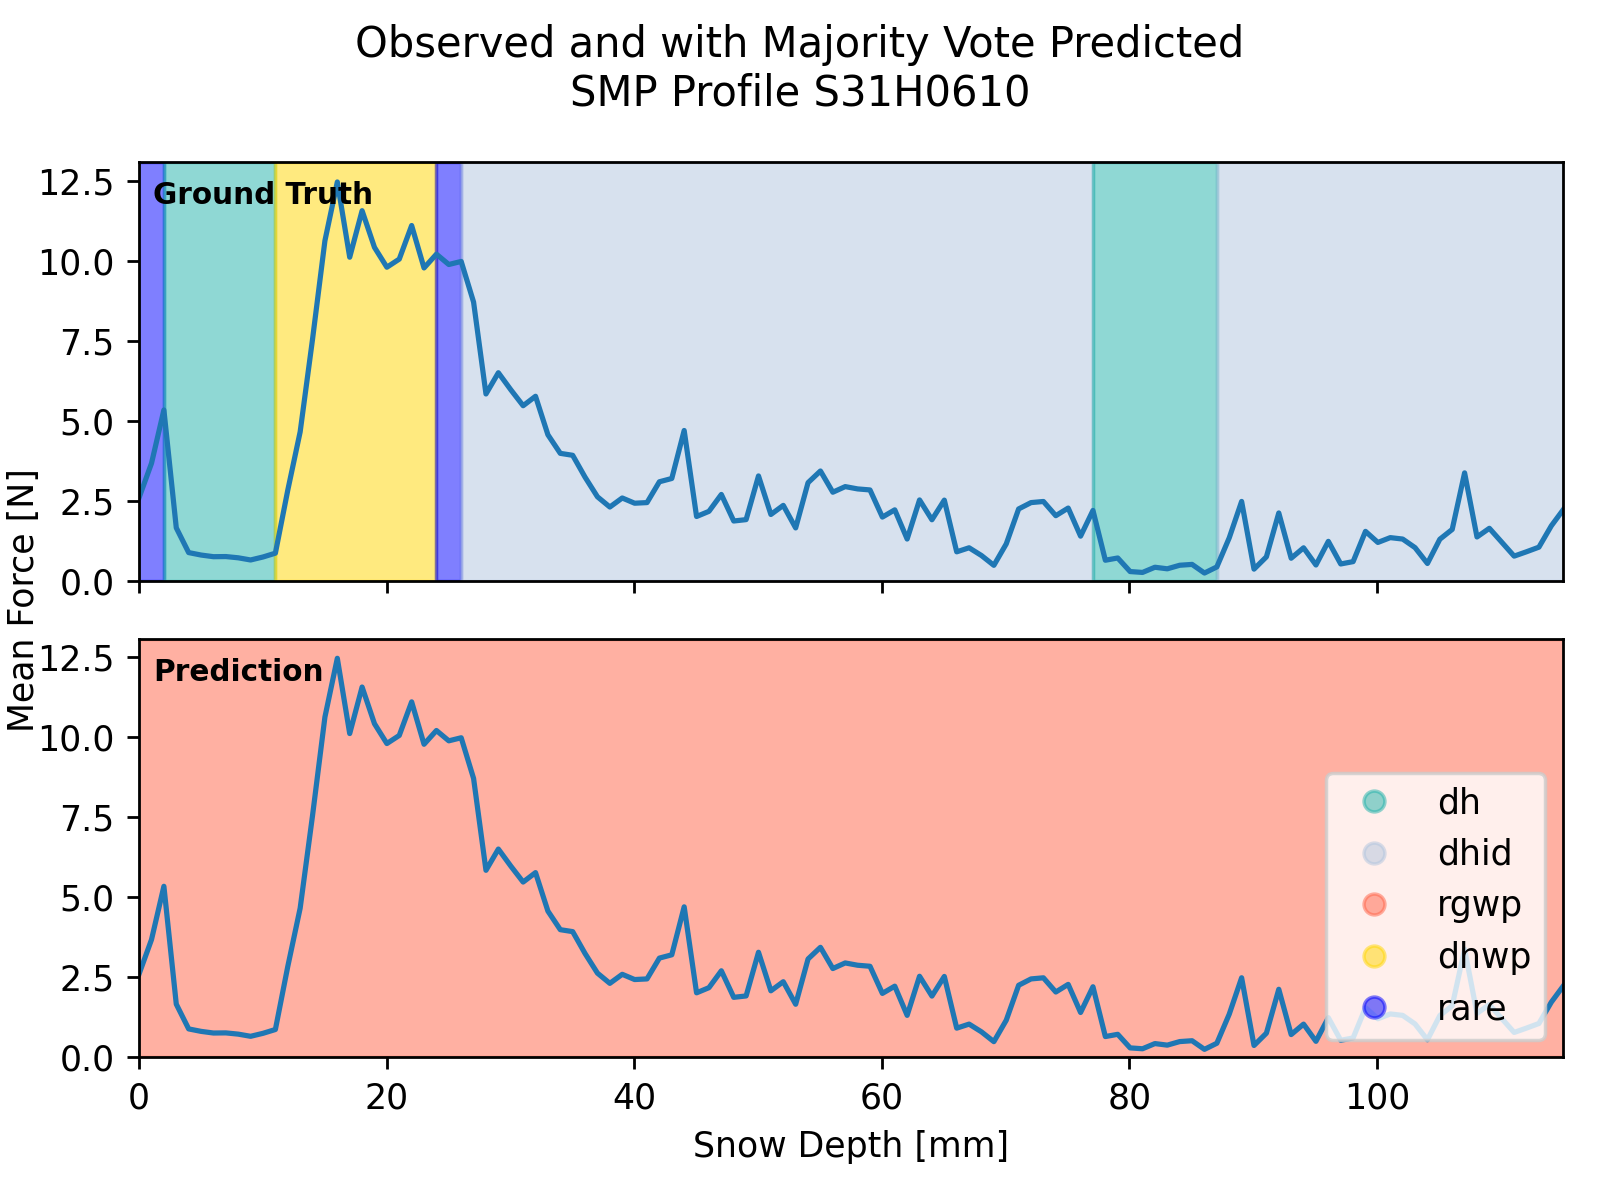 Observed and with Majority Vote Predicted
SMP Profile S31H0610
Mean Force [N]
12.5
10.0
7.5
5.0
2.5
0.0
Ground Truth
12.5
10.0
7.5
5.0
2.5
0.0
Prediction
dh
dhid
rgwp
dhwp
rare
0 20 40 60 80 100
Snow Depth [mm]